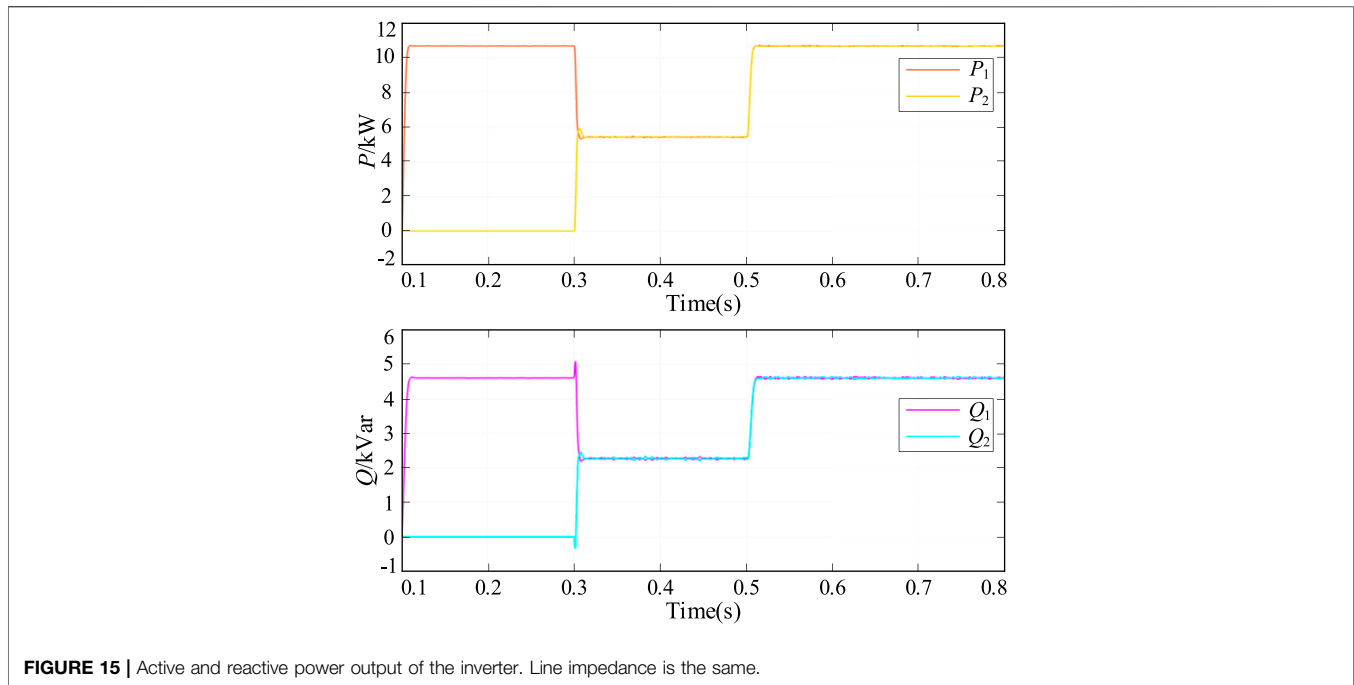 12
10
8
6
4
2
0
-2
P/kW
P₁
P₂
0.1 0.2 0.3 0.4 0.5 0.6 0.7 0.8
Time(s)
6
5
4
3
2
1
0
-1
Q/kVar
Q₁
Q₂
0.1 0.2 0.3 0.4 0.5 0.6 0.7 0.8
Time(s)
FIGURE 15 | Active and reactive power output of the inverter. Line impedance is the same.